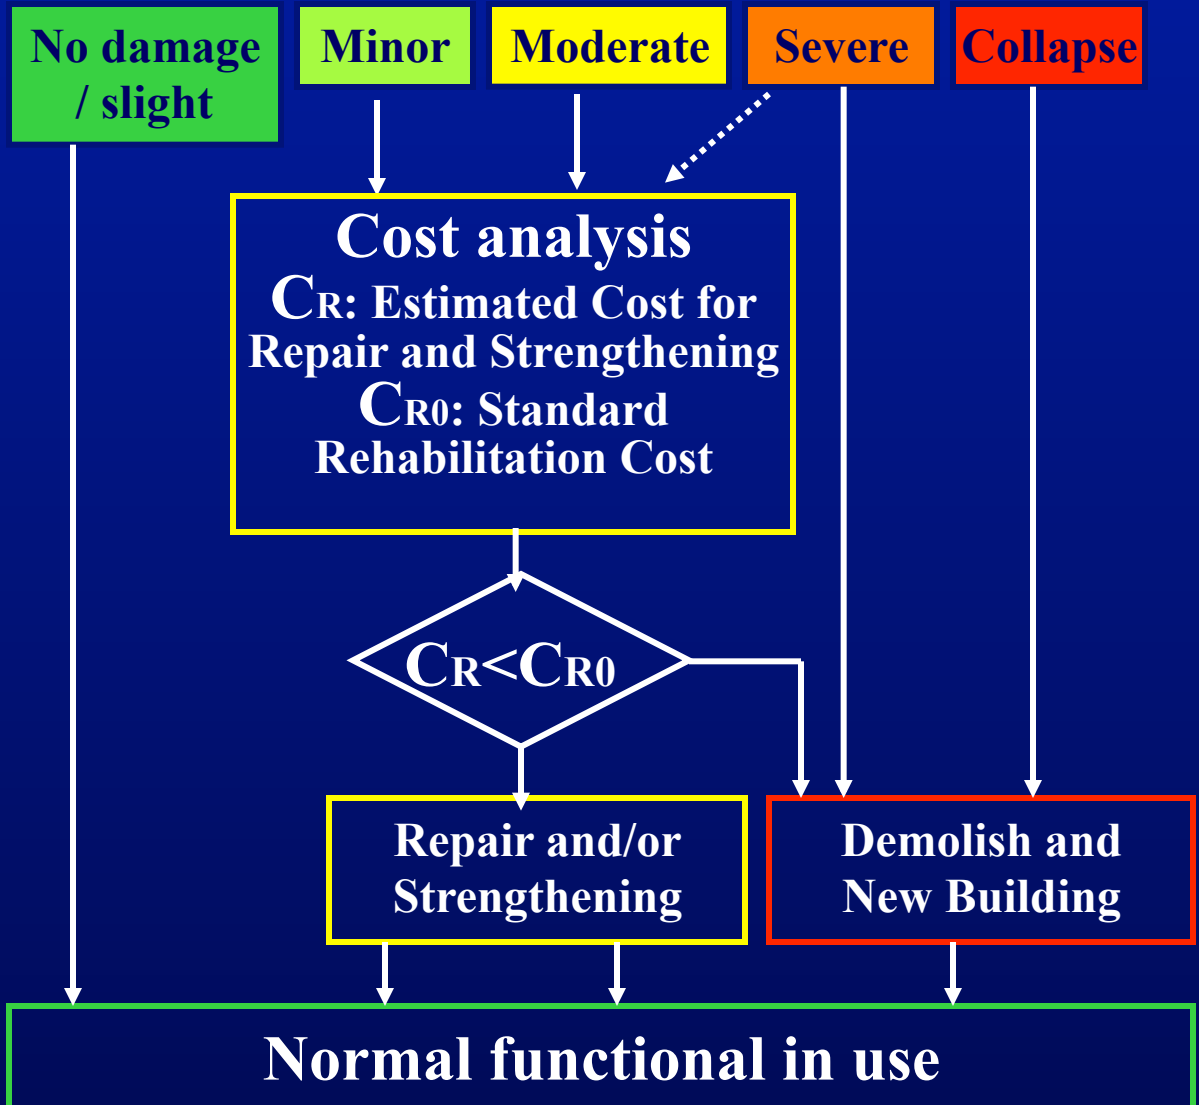 No damage
/ slight
Minor
Moderate
Severe
Collapse
Cost analysis
CR: Estimated Cost for
Repair and Strengthening
CR0: Standard
Rehabilitation Cost
CR<CR0
Repair and/or
Strengthening
Demolish and
New Building
Normal functional in use